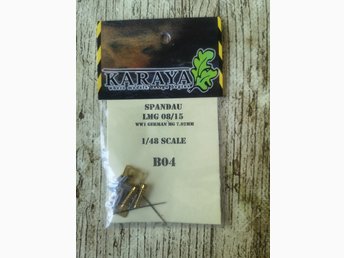 KARAYA
SPANDAU
LMG 08/15
WW1 GERMAN MG 7.92MM
1/48 SCALE
B04